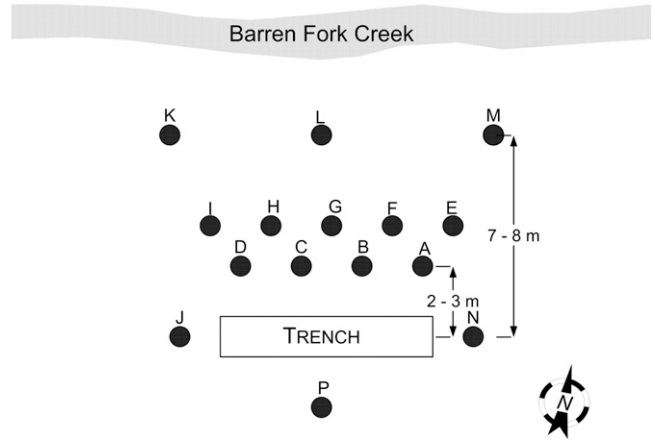 Barren Fork Creek
K L M
I H G F E
D C B A
7 - 8 m
2 - 3 m
J TRENCH N
P
N